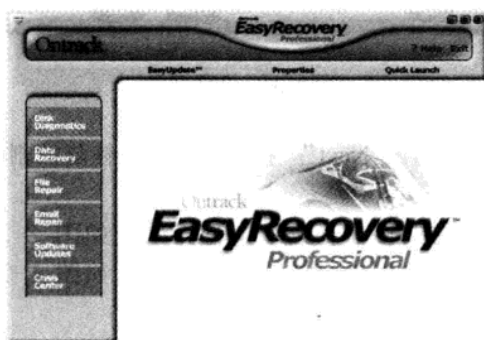 Ontrack
EasyRecovery
Professional
? Help Exit
EasyUpdate™ Properties Quick Launch
Disk
Diagnostics
Data
Recovery
File
Repair
Email
Repair
Software
Updates
Crisis
Center
Ontrack
EasyRecovery™
Professional